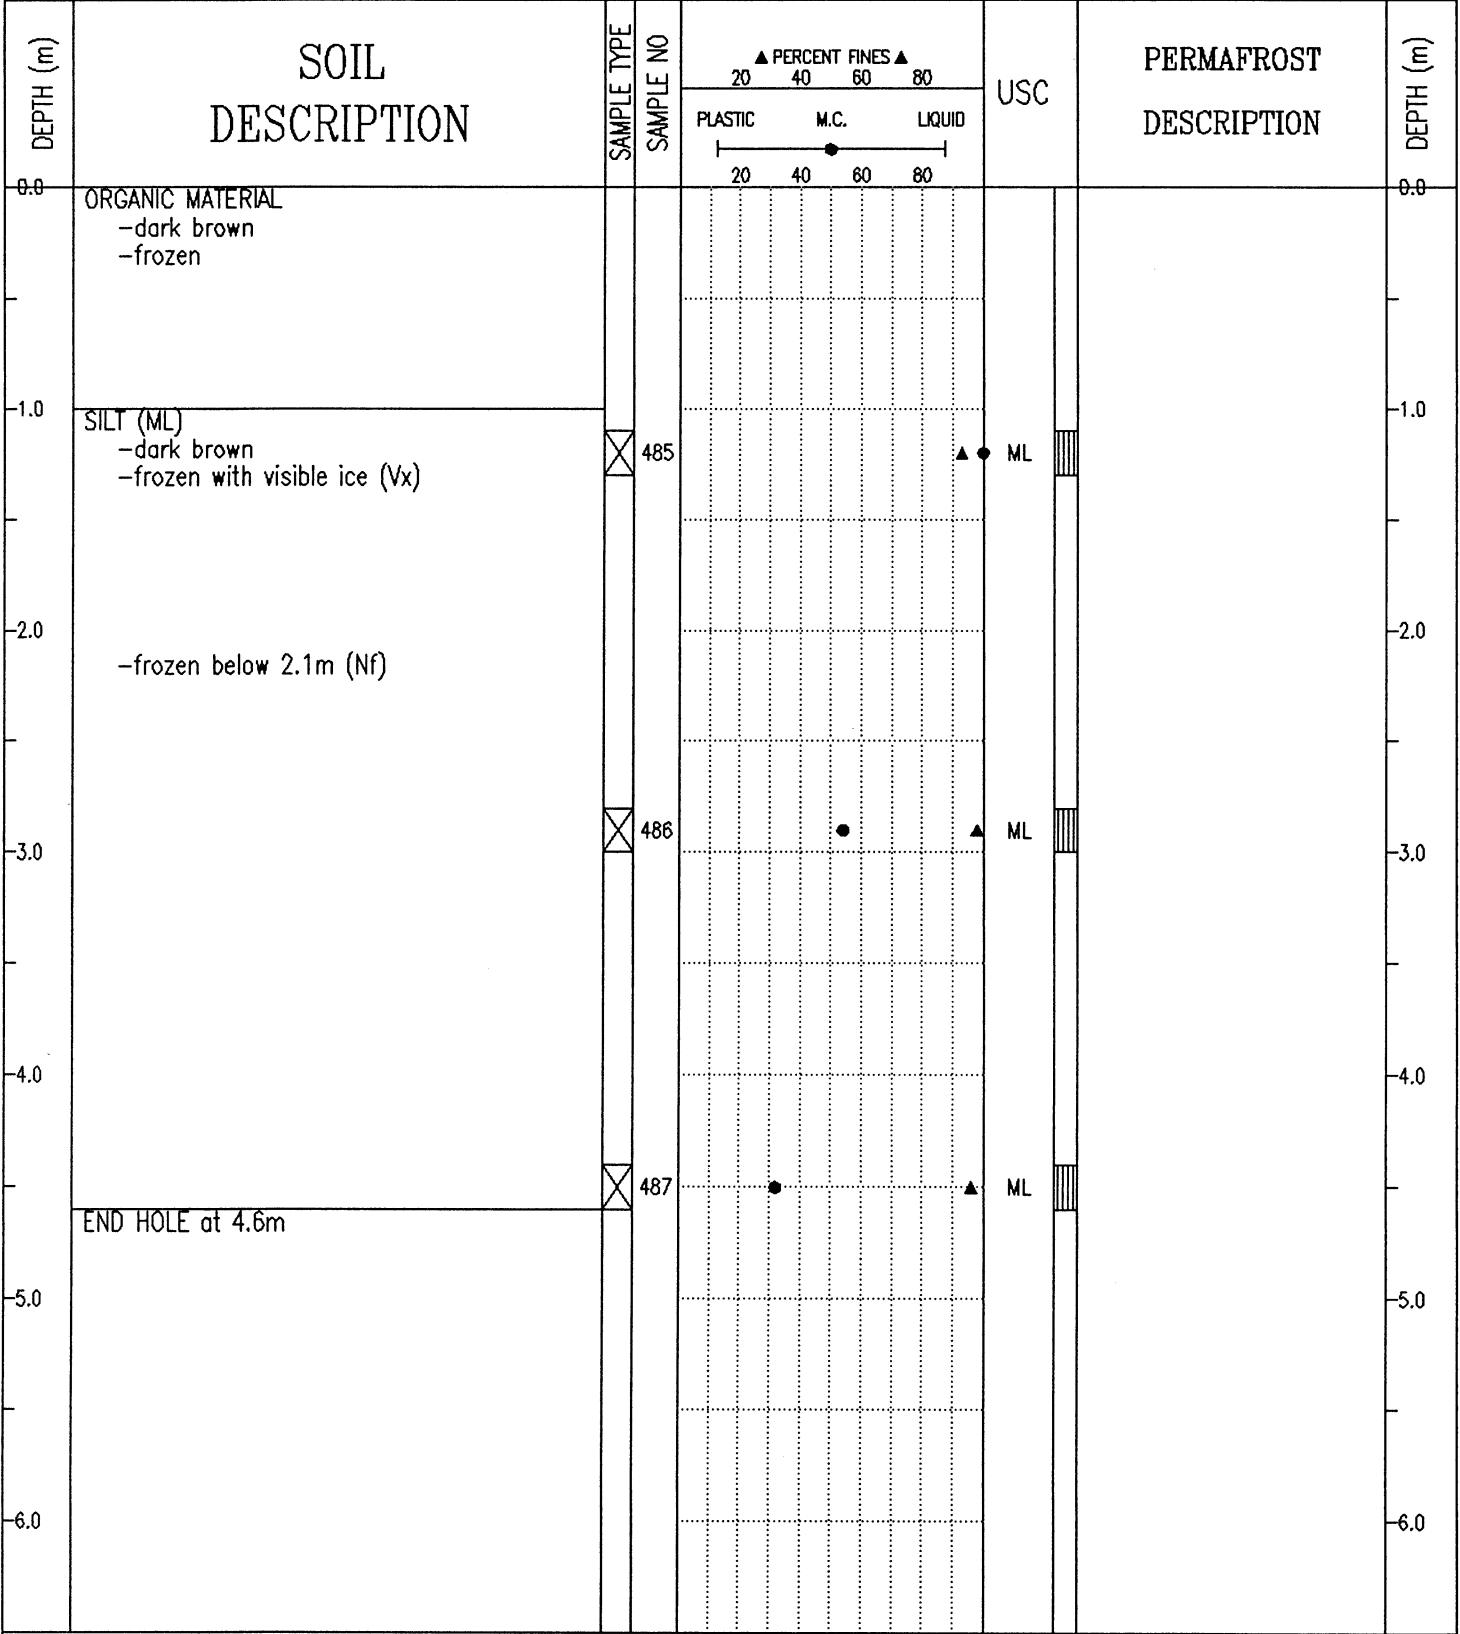 DEPTH (m)
SOIL
DESCRIPTION
SAMPLE TYPE
SAMPLE NO
▲ PERCENT FINES ▲
20 40 60 80
PLASTIC M.C. LIQUID
20 40 60 80
USC
PERMAFROST
DESCRIPTION
DEPTH (m)
0.0 0.0
ORGANIC MATERIAL
-dark brown
-frozen
1.0 1.0
SILT (ML)
-dark brown
485 ML
-frozen with visible ice (Vx)
2.0 2.0
-frozen below 2.1m (Nf)
486 ML
3.0 3.0
4.0 4.0
487 ML
END HOLE at 4.6m
5.0 5.0
6.0 6.0